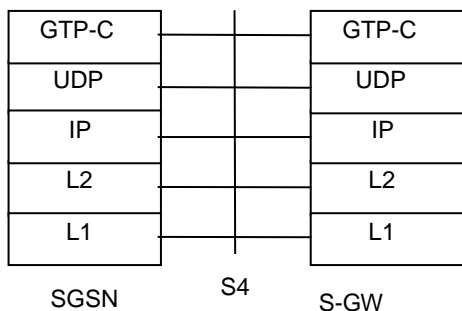 GTP-C GTP-C
UDP UDP
IP IP
L2 L2
L1 L1
SGSN S4 S-GW